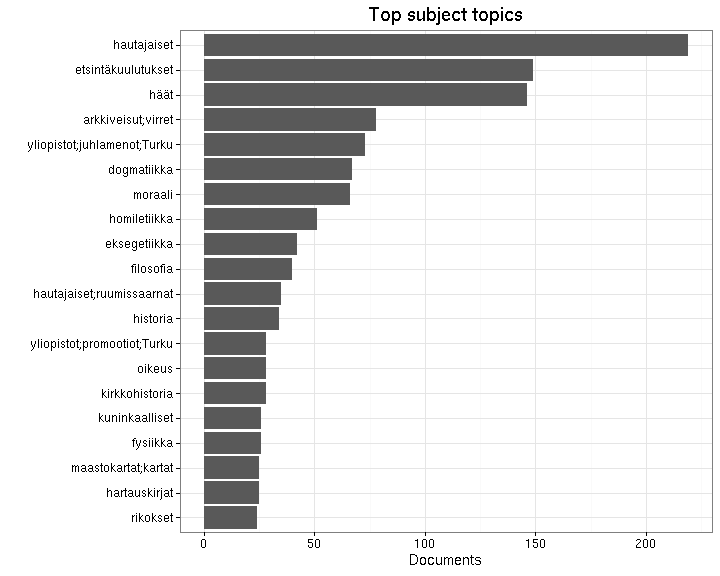 Top subject topics
hautajaiset
etsintäkuulutukset
häät
arkkiveisut;virret
yliopistot;juhlamenot;Turku
dogmatiikka
moraali
homiletiikka
eksegetiikka
filosofia
hautajaiset;ruumissaarnat
historia
yliopistot;promootiot;Turku
oikeus
kirkkohistoria
kuninkaalliset
fysiikka
maastokartat;kartat
hartauskirjat
rikokset
0 50 100 150 200
Documents